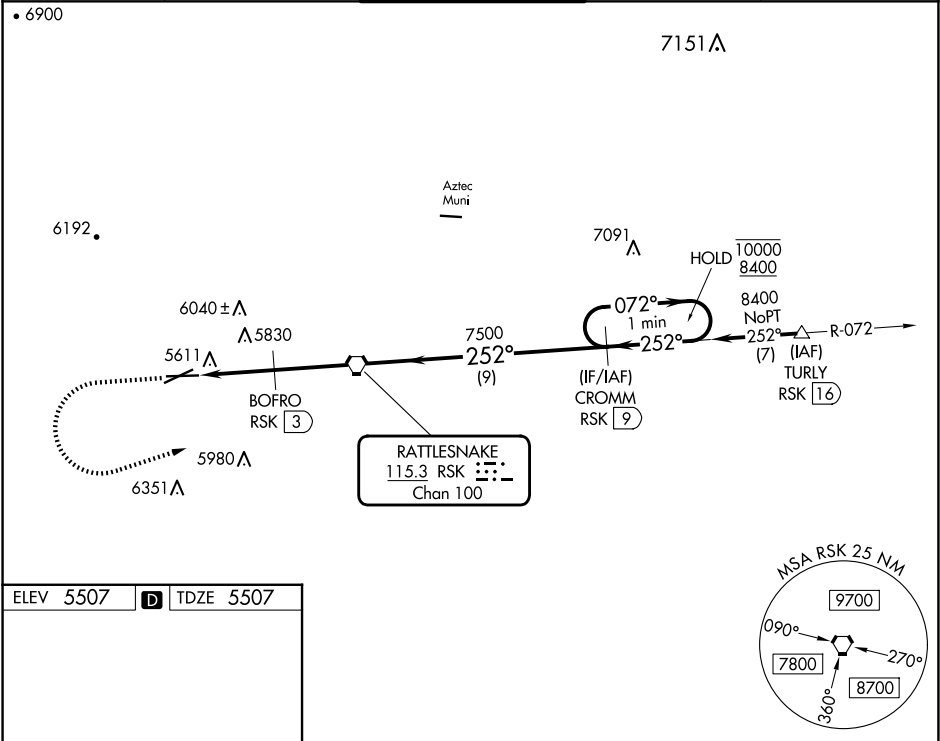 6900
7151
Aztec
Muni
6192
7091
HOLD
10000
8400
6040 ±
5830
5611
072°
1 min
252°
8400
NoPT
252°
(7)
(IAF)
TURLY
RSK 16
R-072
7500
252°
(9)
(IF/IAF)
CROMM
RSK 9
BOFRO
RSK 3
RATTLESNAKE
115.3 RSK
Chan 100
5980
6351
MSA RSK 25 NM
9700
090°
270°
7800
8700
360°
ELEV 5507 D TDZE 5507